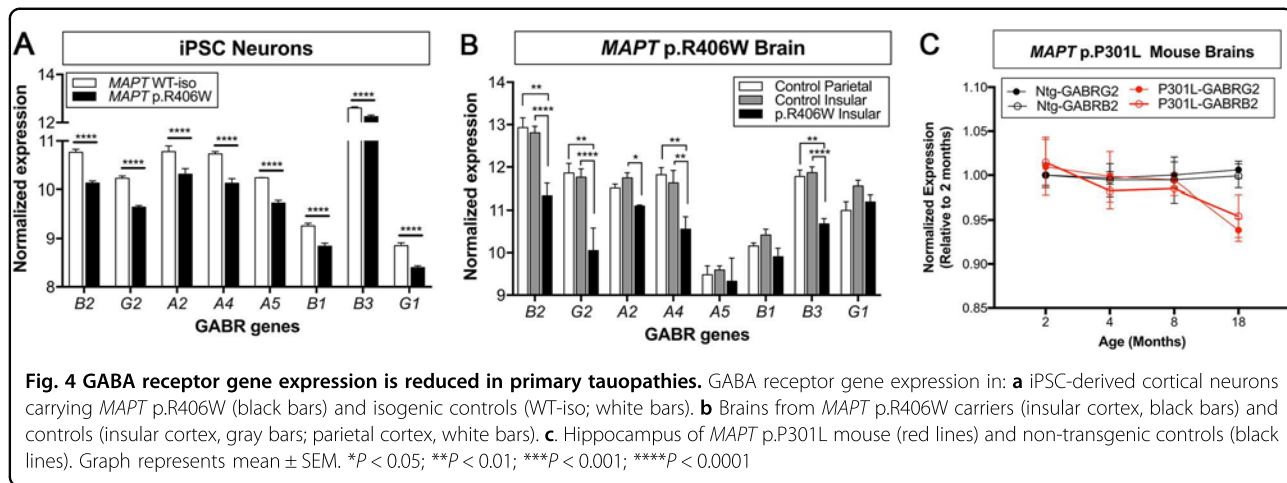 A
iPSC Neurons
MAPT WT-iso
MAPT p.R406W
Normalized expression
13
12
11
10
9
8
****
****
****
****
****
****
****
****
B2 G2 A2 A4 A5 B1 B3 G1
GABR genes
B
MAPT p.R406W Brain
Control Parietal
Control Insular
p.R406W Insular
Normalized expression
14
13
12
11
10
9
**
****
**
****
*
**
**
**
****
B2 G2 A2 A4 A5 B1 B3 G1
GABR genes
C
MAPT p.P301L Mouse Brains
Ntg-GABRG2
Ntg-GABRB2
P301L-GABRG2
P301L-GABRB2
Normalized Expression
(Relative to 2 months)
1.10
1.05
1.00
0.95
0.90
0.85
2 4 8 18
Age (Months)
Fig. 4 GABA receptor gene expression is reduced in primary tauopathies. GABA receptor gene expression in: a iPSC-derived cortical neurons
carrying MAPT p.R406W (black bars) and isogenic controls (WT-iso; white bars). b Brains from MAPT p.R406W carriers (insular cortex, black bars) and
controls (insular cortex, gray bars; parietal cortex, white bars). c. Hippocampus of MAPT p.P301L mouse (red lines) and non-transgenic controls (black
lines). Graph represents mean ± SEM. *P < 0.05; **P < 0.01; ***P < 0.001; ****P < 0.0001